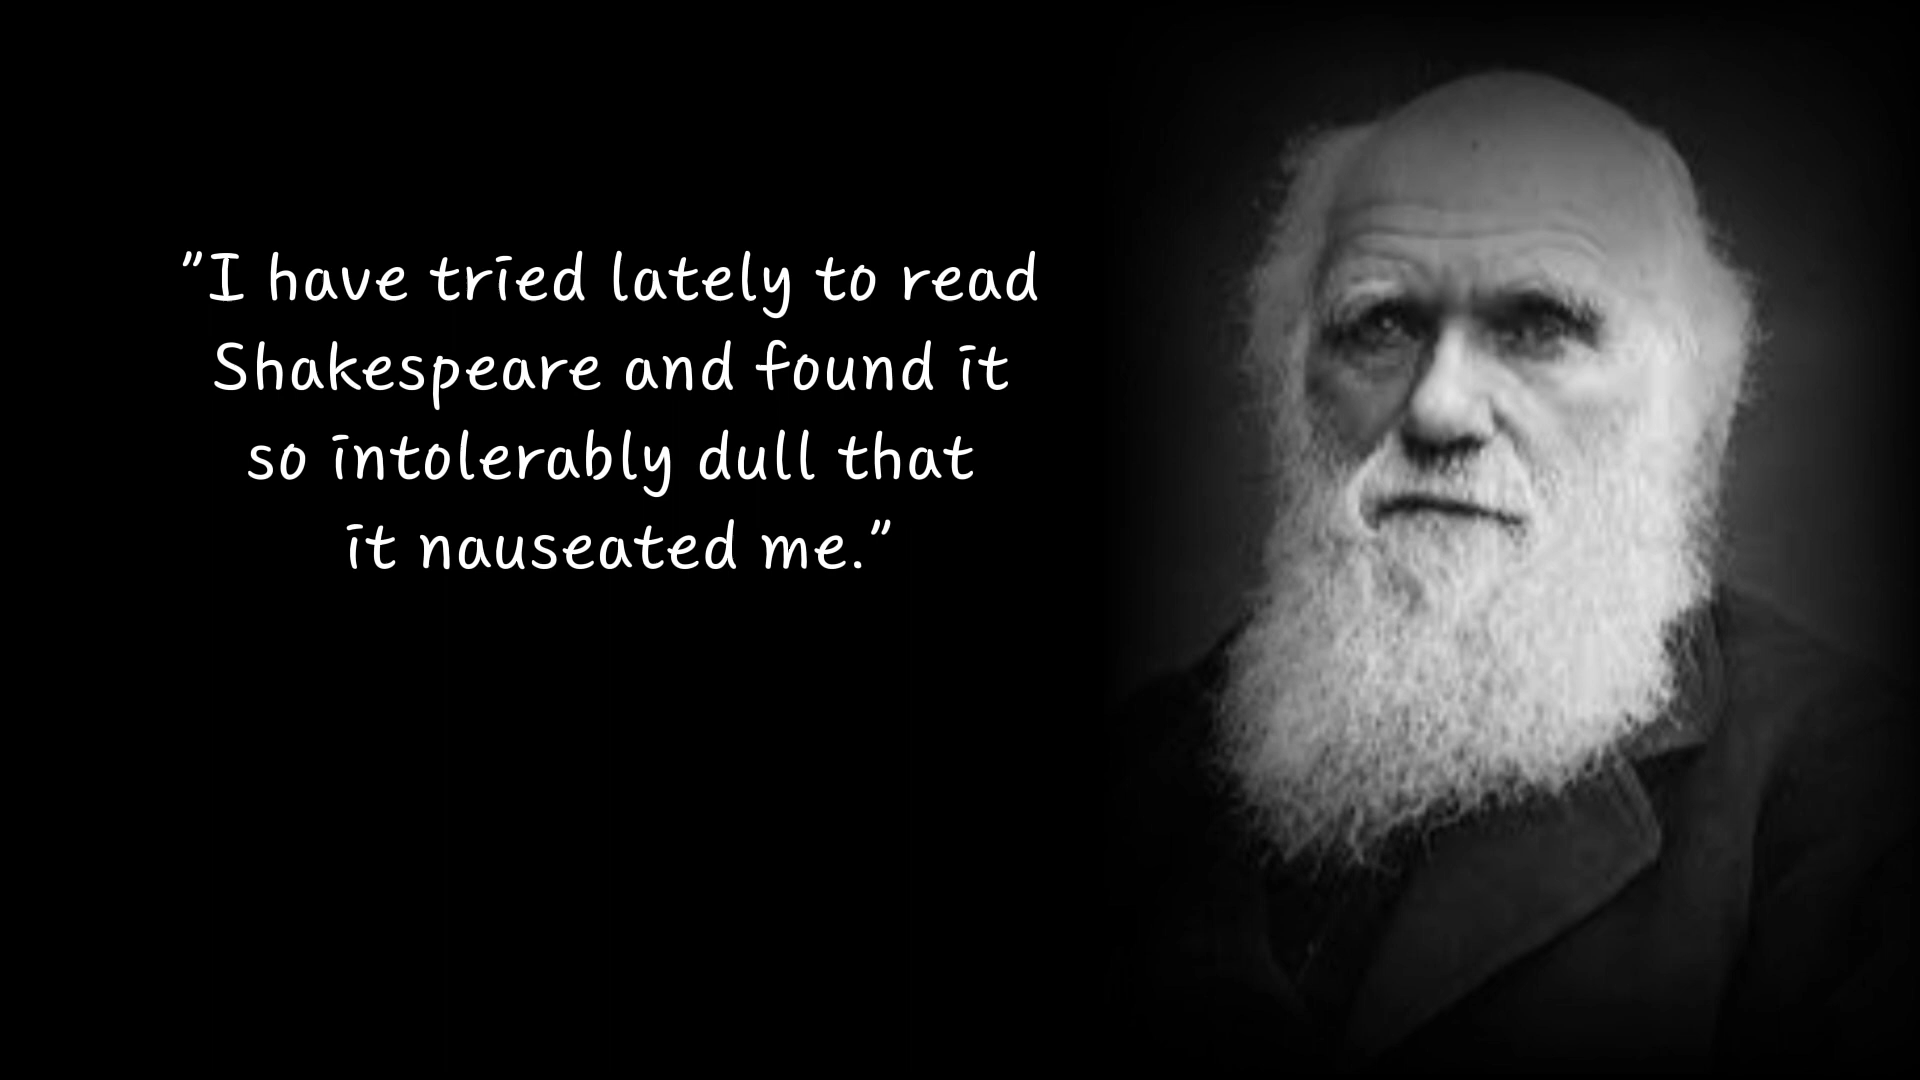 "I have tried lately to read
Shakespeare and found it
so intolerably dull that
it nauseated me."